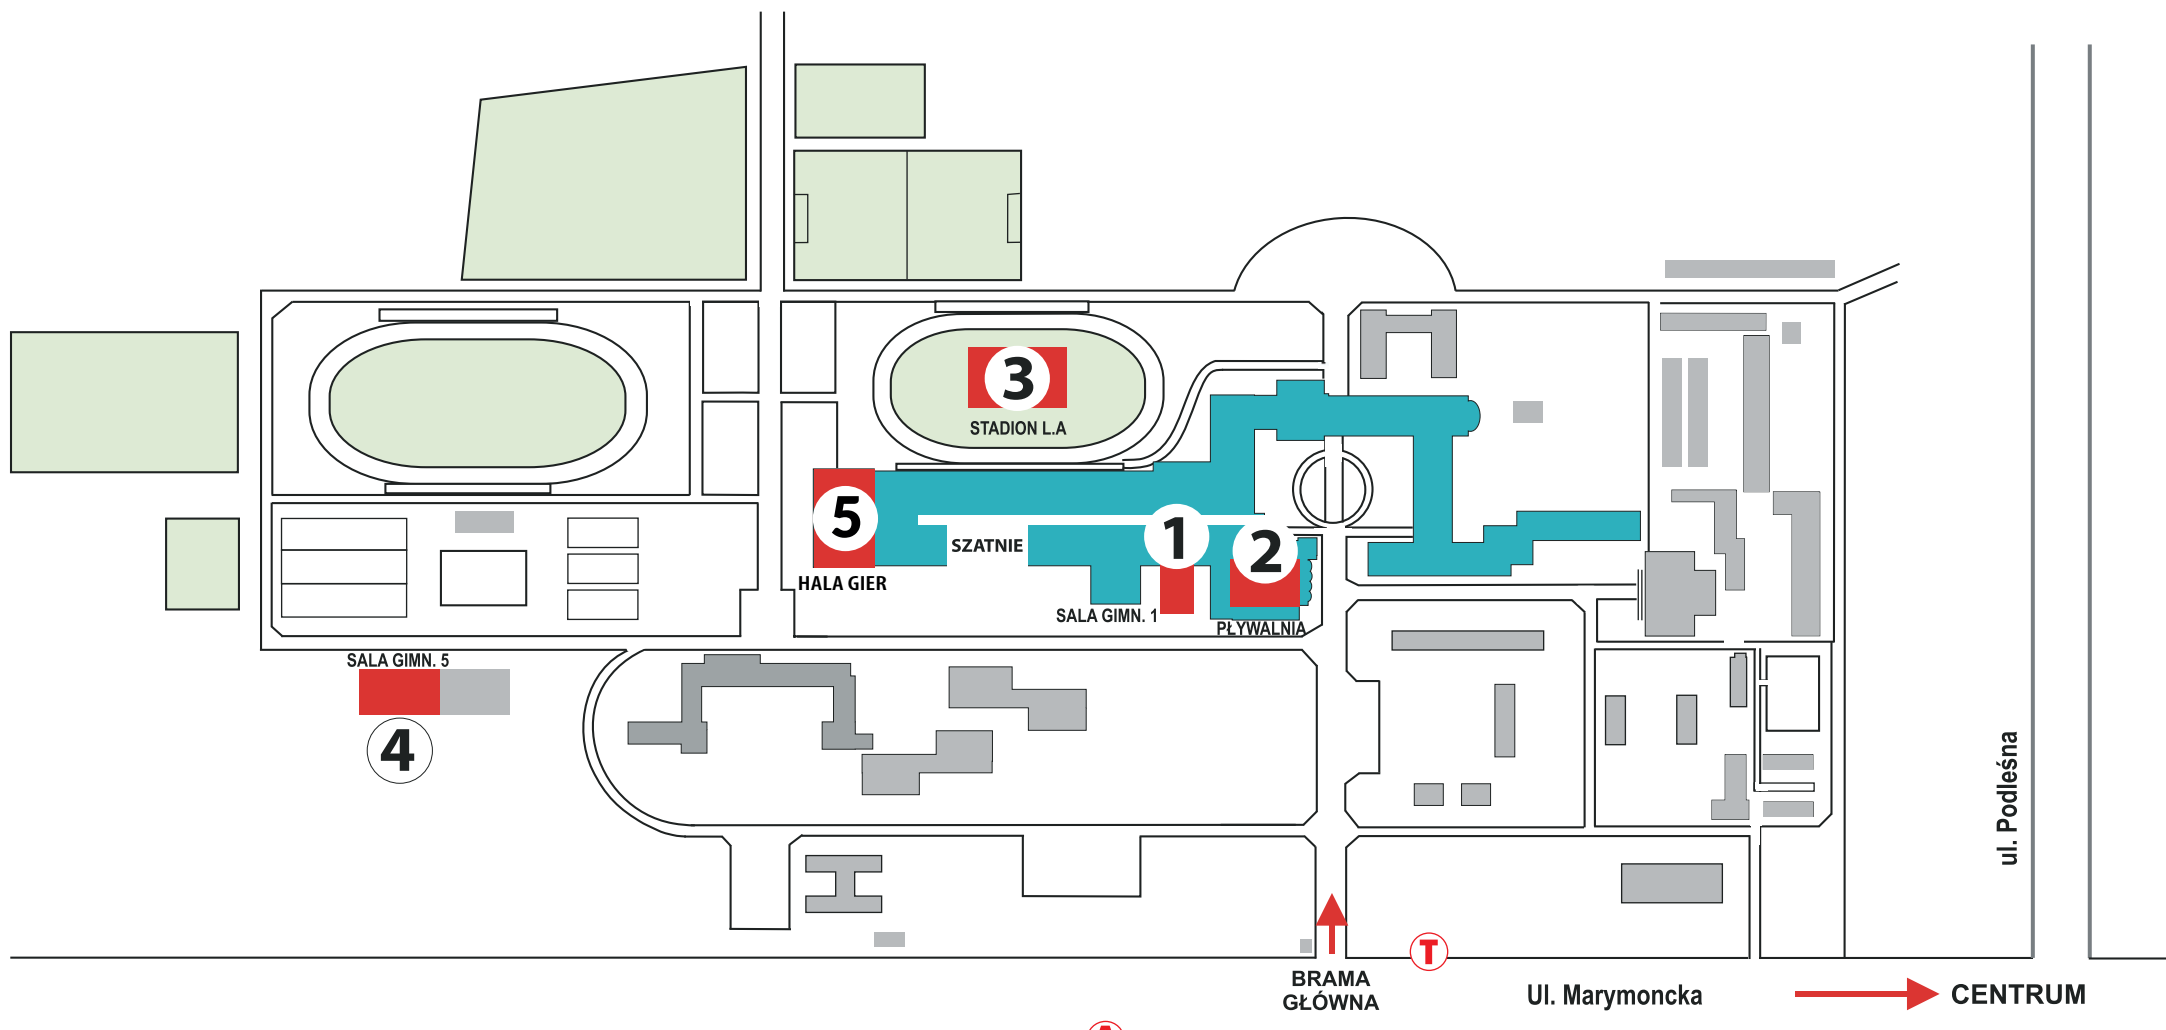 3
STADION L.A
5
1
2
SZATNIE
HALA GIER
SALA GIMN. 1
PŁYWALNIA
SALA GIMN. 5
4
ul. Podleśna
T
BRAMA
GŁÓWNA
Ul. Marymoncka
CENTRUM